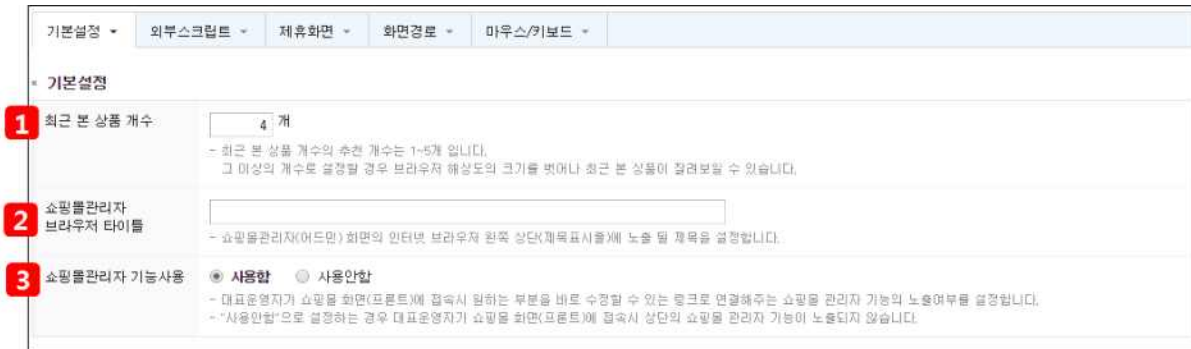 기본설정 외부스크립트 제휴화면 화면경로 마우스/키보드
기본설정
1 최근 본 상품 개수 4 개
- 최근 본 상품 개수의 추천 개수는 1~5개 입니다.
그 이상의 개수로 설정할 경우 브라우저 해상도의 크기를 벗어나 최근 본 상품이 잘려보일 수 있습니다.
2 쇼핑몰관리자
브라우저 타이틀
- 쇼핑몰관리자(어드민) 화면의 인터넷 브라우저 왼쪽 상단(제목표시줄)에 노출 될 제목을 설정합니다.
3 쇼핑몰관리자 기능사용 사용함 사용안함
- 대표운영자가 쇼핑몰 화면(프론트)에 접속시 원하는 부분을 바로 수정할 수 있는 링크로 연결해주는 쇼핑몰 관리자 기능의 노출여부를 설정합니다.
- "사용안함"으로 설정하는 경우 대표운영자가 쇼핑몰 화면(프론트)에 접속시 상단의 쇼핑몰 관리자 기능이 노출되지 않습니다.